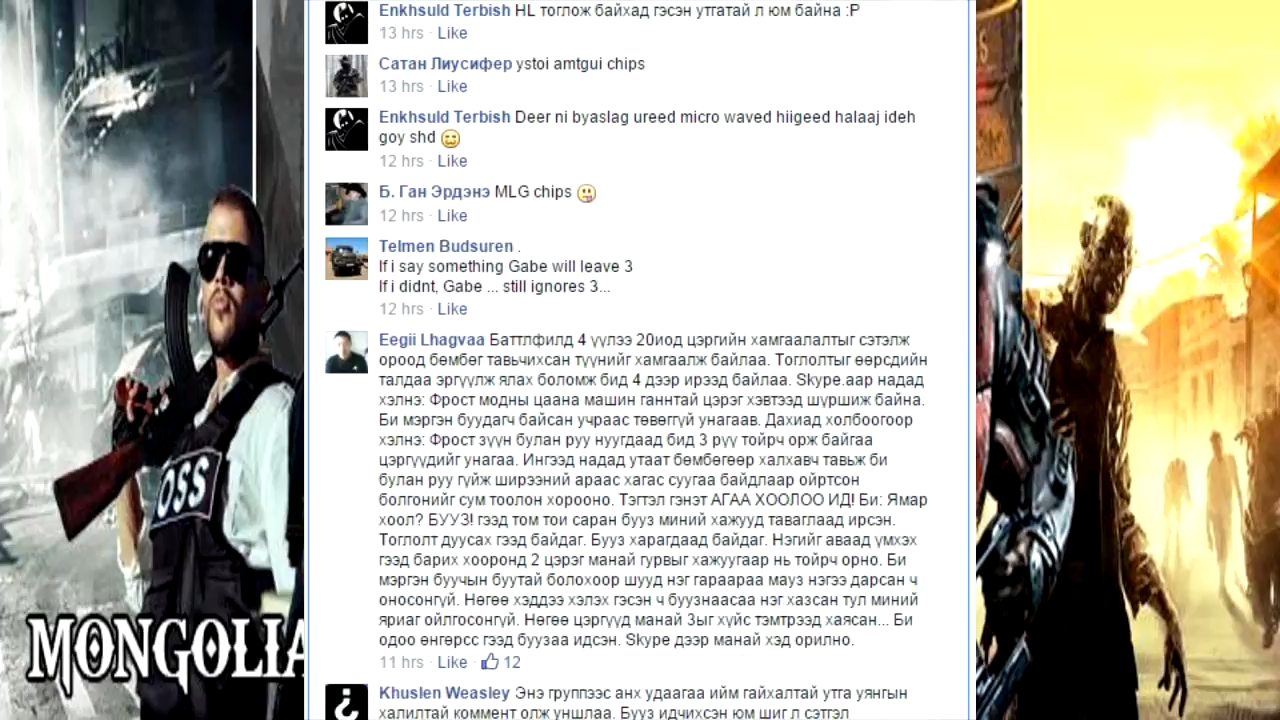 Enkhsuld Terbish HL тоглож байхад гэсэн утгатай л юм байна :P
13 hrs · Like
Сатан Лиусифер ystoi amtgui chips
13 hrs · Like
Enkhsuld Terbish Deer ni byaslag ureed micro waved hiigeed halaaj ideh
goy shd
12 hrs · Like
Б. Ган Эрдэнэ MLG chips
12 hrs · Like
Telmen Budsuren .
If i say something Gabe will leave 3
If i didnt, Gabe ... still ignores 3...
12 hrs · Like
Eegii Lhagvaa Баттлфилд 4 үүлээ 20иод цэргийн хамгаалалтыг сэтэлж
ороод бөмбөг тавьчихсан түүнийг хамгаалж байлаа. Тоглолтыг өөрсдийн
талдаа эргүүлж ялах боломж бид 4 дээр ирээд байлаа. Skype.аар надад
хэлнэ: Фрост модны цаана машин ганнтай цэрэг хэвтээд шүршиж байна.
Би мэргэн буудагч байсан учраас төвөггүй унагаав. Дахиад холбоогоор
хэлнэ: Фрост зүүн булан руу нуугдаад бид 3 рүү тойрч орж байгаа
цэргүүдийг унагаа. Ингээд надад утаат бөмбөгөөр халхавч тавьж би
булан руу гүйж ширээний араас хагас суугаа байдлаар ойртсон
болгонийг сум тоолон хорооно. Тэгтэл гэнэт АГАА ХООЛОО ИД! Би: Ямар
хоол? БУУЗ! гээд том тои саран бууз миний хажууд таваглаад ирсэн.
Тоглолт дуусах гээд байдаг. Бууз харагдаад байдаг. Нэгийг аваад үмхэх
гээд барих хооронд 2 цэрэг манай гурвыг хажуугаар нь тойрч орно. Би
мэргэн буучын буутай болохоор шууд нэг гараараа мауз нэгээ дарсан ч
оносонгүй. Нөгөө хэддээ хэлэх гэсэн ч буузнаасаа нэг хазсан тул миний
яриаг ойлгосонгүй. Нөгөө цэргүүд манай 3ыг хүйс тэмтрээд хаясан... Би
одоо өнгөрсс гээд буузаа идсэн. Skype дээр манай хэд орилно.
11 hrs · Like · 12
Khuslen Weasley Энэ группээс анх удаагаа ийм гайхалтай утга уянгын
халилтай коммент олж уншлаа. Бууз идчихсэн юм шиг л сэтгэл
OSS
MONGOLIA